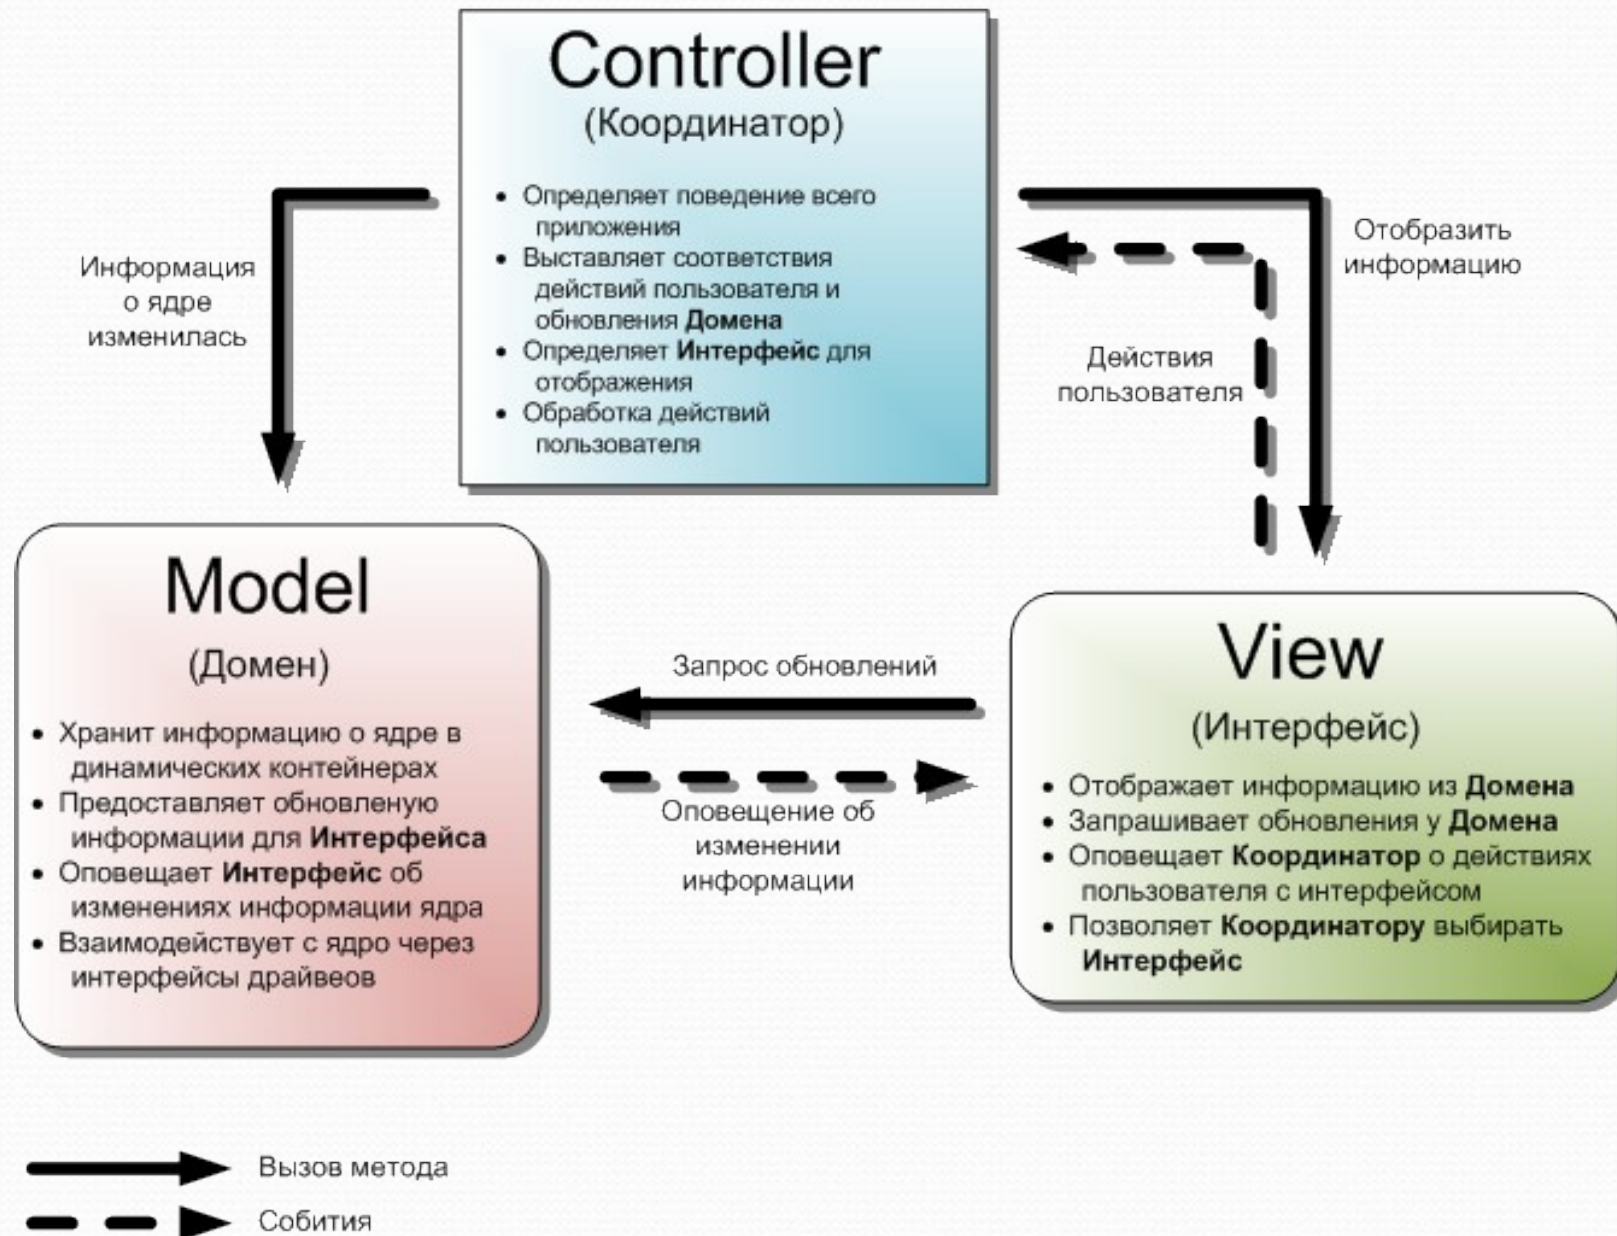 Controller
(Координатор)
• Определяет поведение всего
приложения
• Выставляет соответствия
действий пользователя и
обновления Домена
• Определяет Интерфейс для
отображения
• Обработка действий
пользователя
Информация
о ядре
изменилась
Отобразить
информацию
Действия
пользователя
Model
(Домен)
• Хранит информацию о ядре в
динамических контейнерах
• Предоставляет обновленую
информации для Интерфейса
• Оповещает Интерфейс об
изменениях информации ядра
• Взаимодействует с ядро через
интерфейсы драйвеов
Запрос обновлений
Оповещение об
изменении
информации
View
(Интерфейс)
• Отображает информацию из Домена
• Запрашивает обновления у Домена
• Оповещает Координатор о действиях
пользователя с интерфейсом
• Позволяет Координатору выбирать
Интерфейс
Вызов метода
Собития